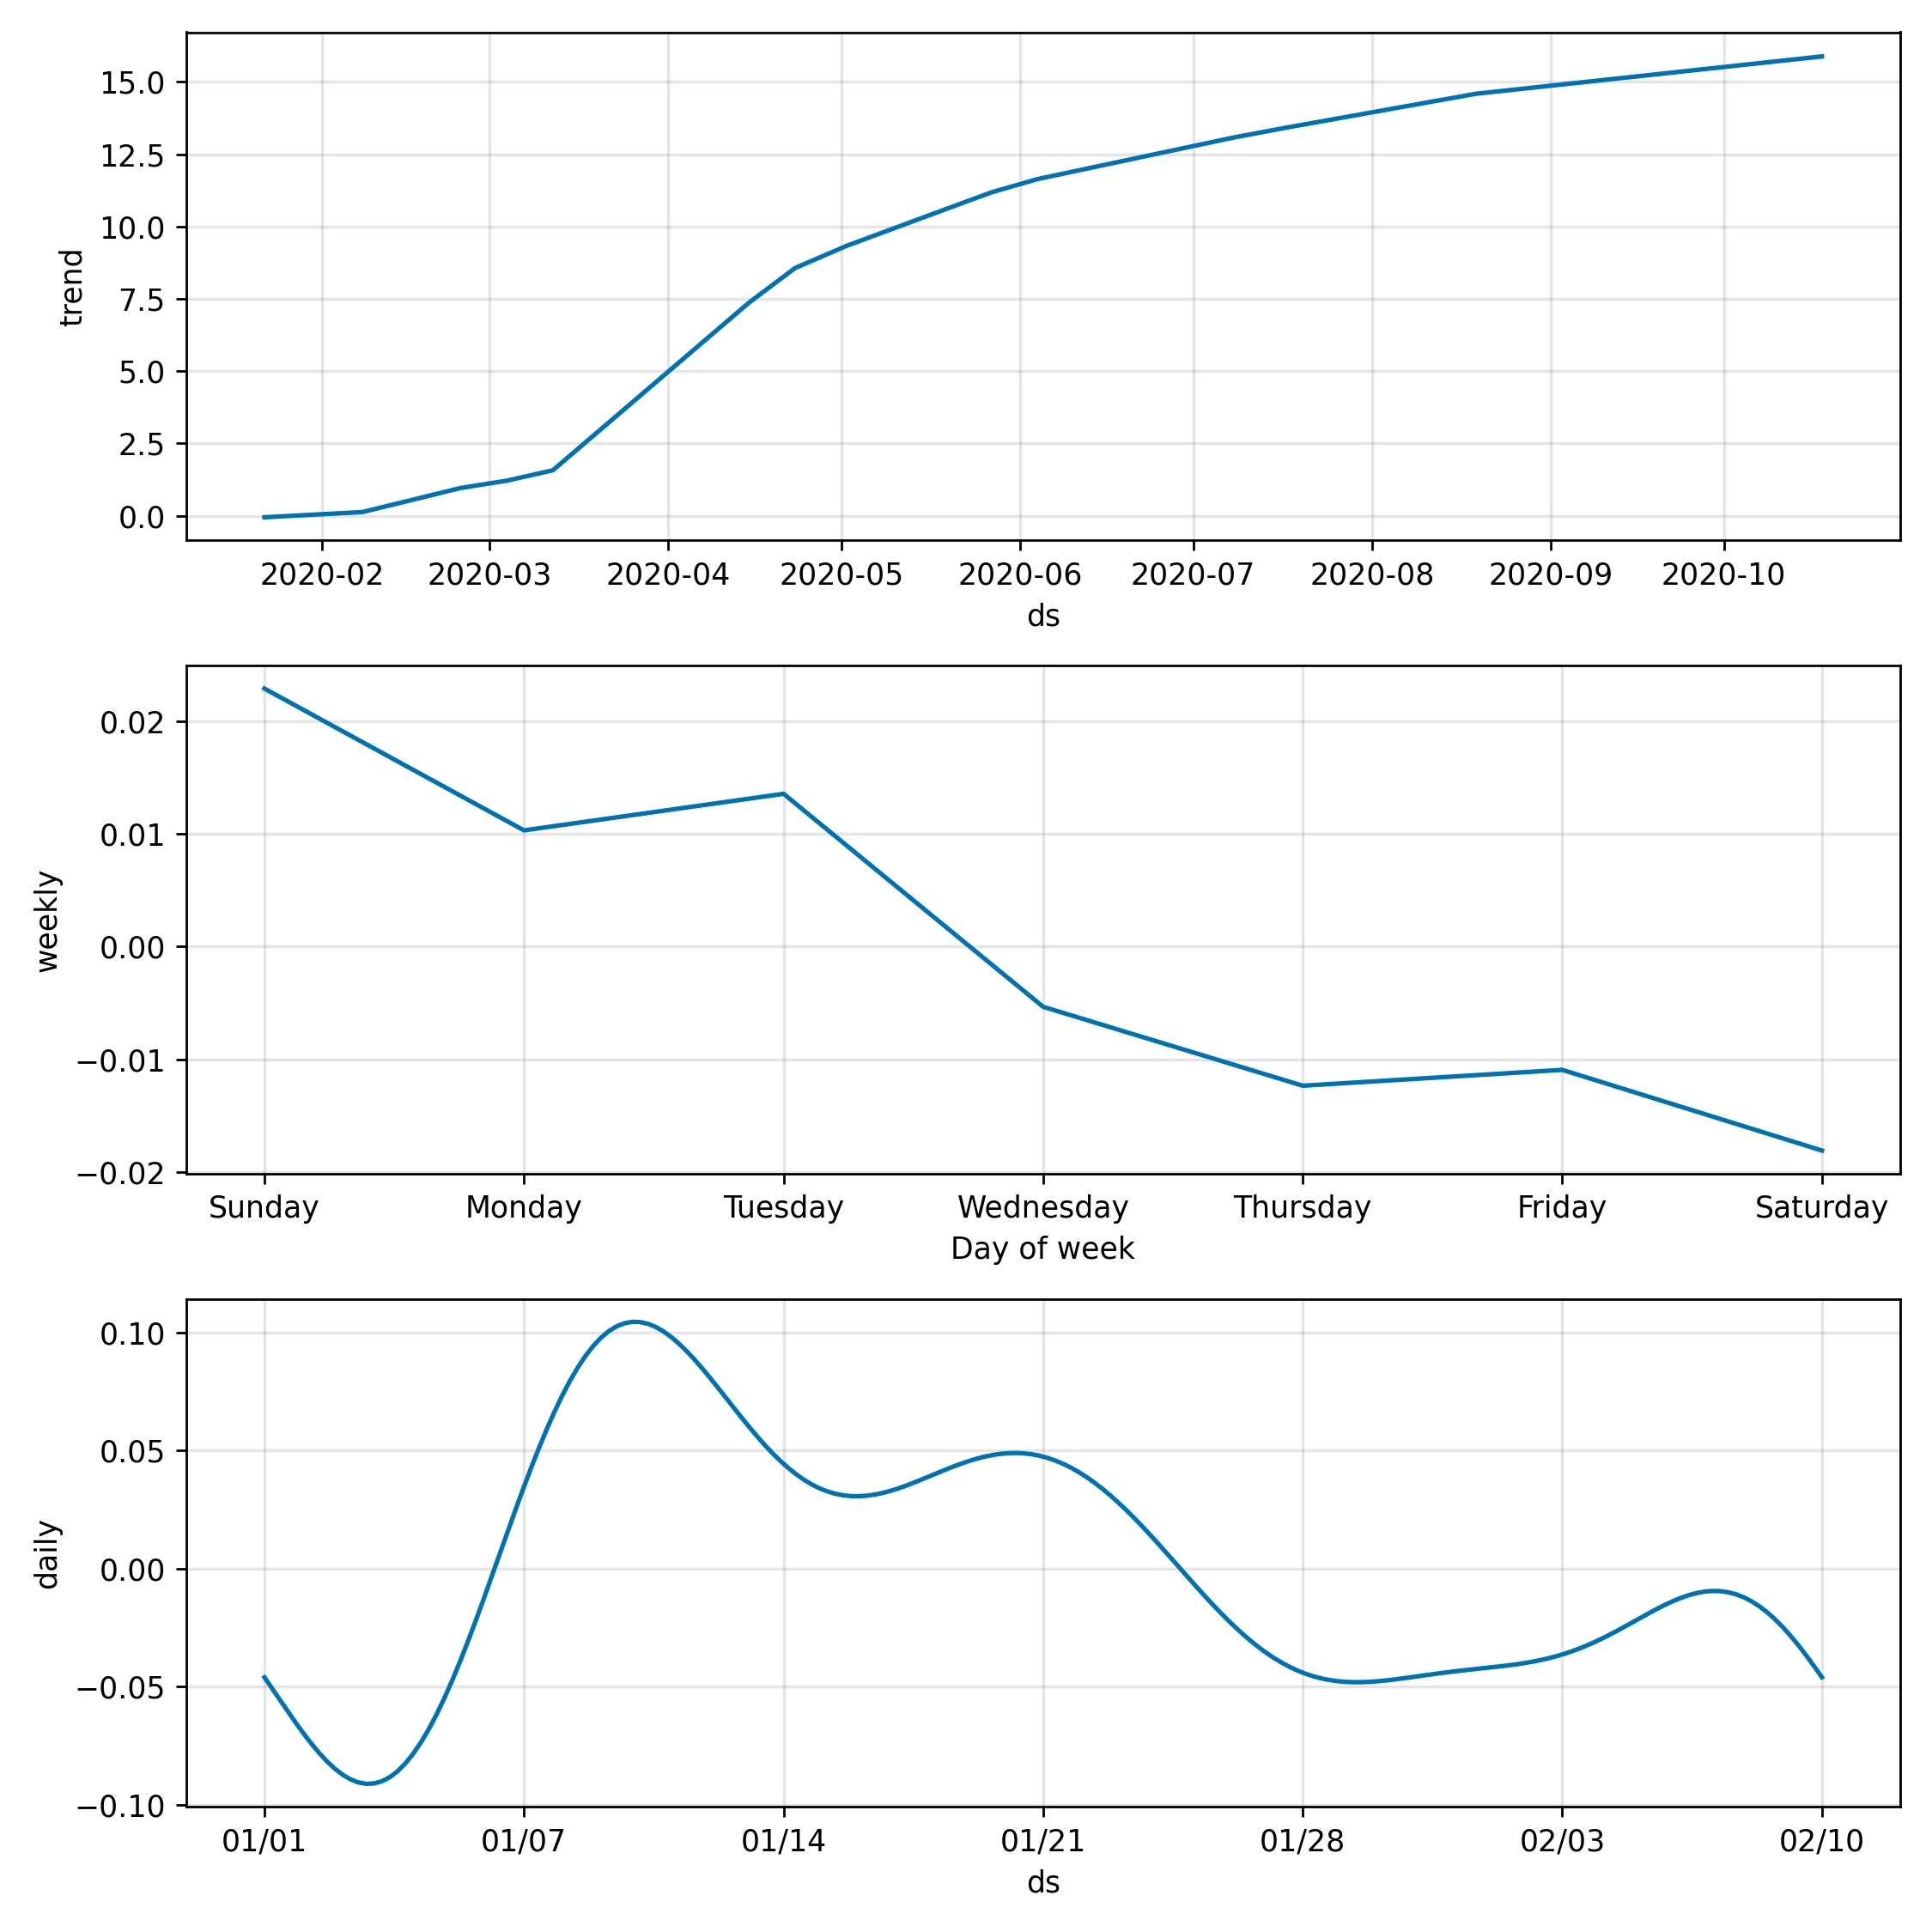 trend
15.0
12.5
10.0
7.5
5.0
2.5
0.0
2020-02 2020-03 2020-04 2020-05 2020-06 2020-07 2020-08 2020-09 2020-10
ds
weekly
0.02
0.01
0.00
−0.01
−0.02
Sunday Monday Tuesday Wednesday Thursday Friday Saturday
Day of week
daily
0.10
0.05
0.00
−0.05
−0.10
01/01 01/07 01/14 01/21 01/28 02/03 02/10
ds